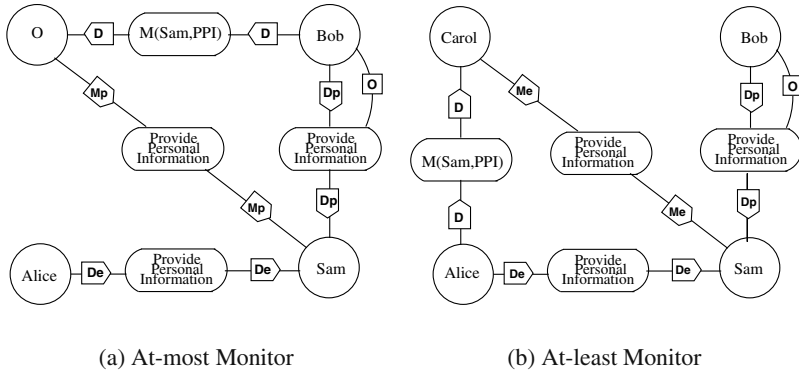 O
D
M(Sam,PPI)
D
Bob
O
Mp
Dp
Provide
Personal
Information
Provide
Personal
Information
Mp
Dp
Alice
De
Provide
Personal
Information
De
Sam
(a) At-most Monitor
Carol
Bob
Me
Dp
O
D
M(Sam,PPI)
Provide
Personal
Information
Provide
Personal
Information
D
Me
Dp
Alice
De
Provide
Personal
Information
De
Sam
(b) At-least Monitor